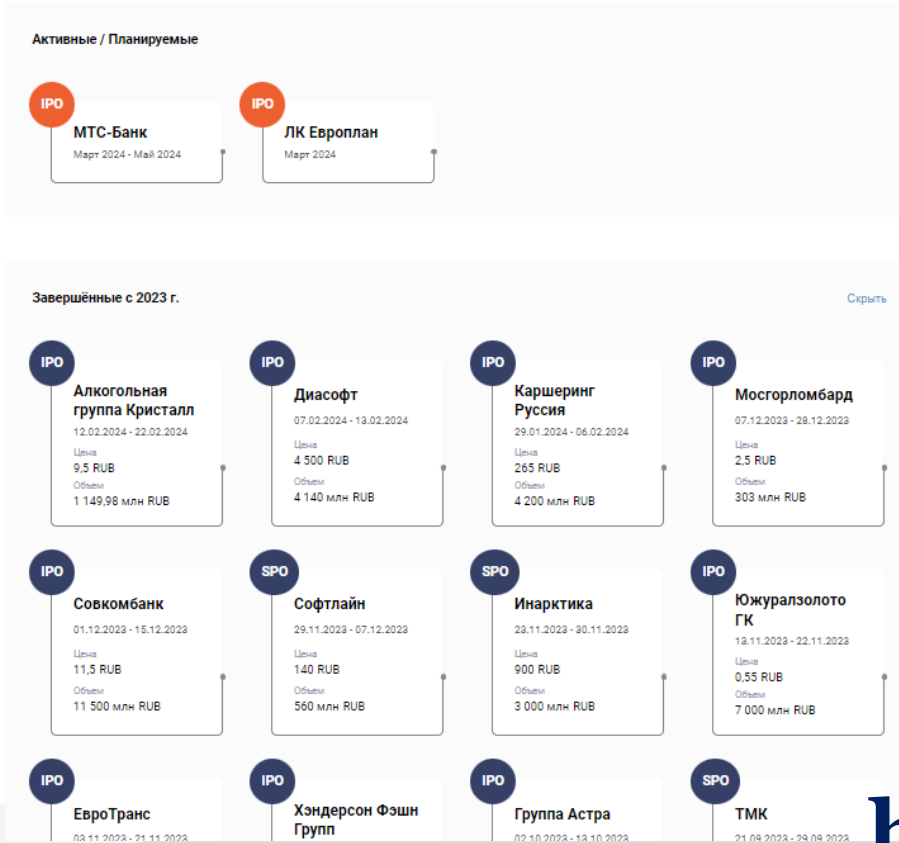 Активные / Планируемые
IPO
МТС-Банк
Март 2024 - Май 2024
IPO
ЛК Европлан
Март 2024
Завершённые с 2023 г.
Скрыть
IPO
Алкогольная
группа Кристалл
12.02.2024 - 22.02.2024
Цена
9,5 RUB
Объем
1 149,98 млн RUB
IPO
Диасофт
07.02.2024 - 13.02.2024
Цена
4 500 RUB
Объем
4 140 млн RUB
IPO
Каршеринг
Руссия
29.01.2024 - 06.02.2024
Цена
265 RUB
Объем
4 200 млн RUB
IPO
Мосгорломбард
07.12.2023 - 28.12.2023
Цена
2,5 RUB
Объем
303 млн RUB
IPO
Совкомбанк
01.12.2023 - 15.12.2023
Цена
11,5 RUB
Объем
11 500 млн RUB
SPO
Софтлайн
29.11.2023 - 07.12.2023
Цена
140 RUB
Объем
560 млн RUB
SPO
Инарктика
23.11.2023 - 30.11.2023
Цена
900 RUB
Объем
3 000 млн RUB
IPO
Южуралзолото
ГК
13.11.2023 - 22.11.2023
Цена
0,55 RUB
Объем
7 000 млн RUB
IPO
ЕвроТранс
03.11.2023 - 21.11.2023
IPO
Хэндерсон Фэшн
Групп
IPO
Группа Астра
02.10.2023 - 13.10.2023
SPO
ТМК
21.09.2023 - 29.09.2023